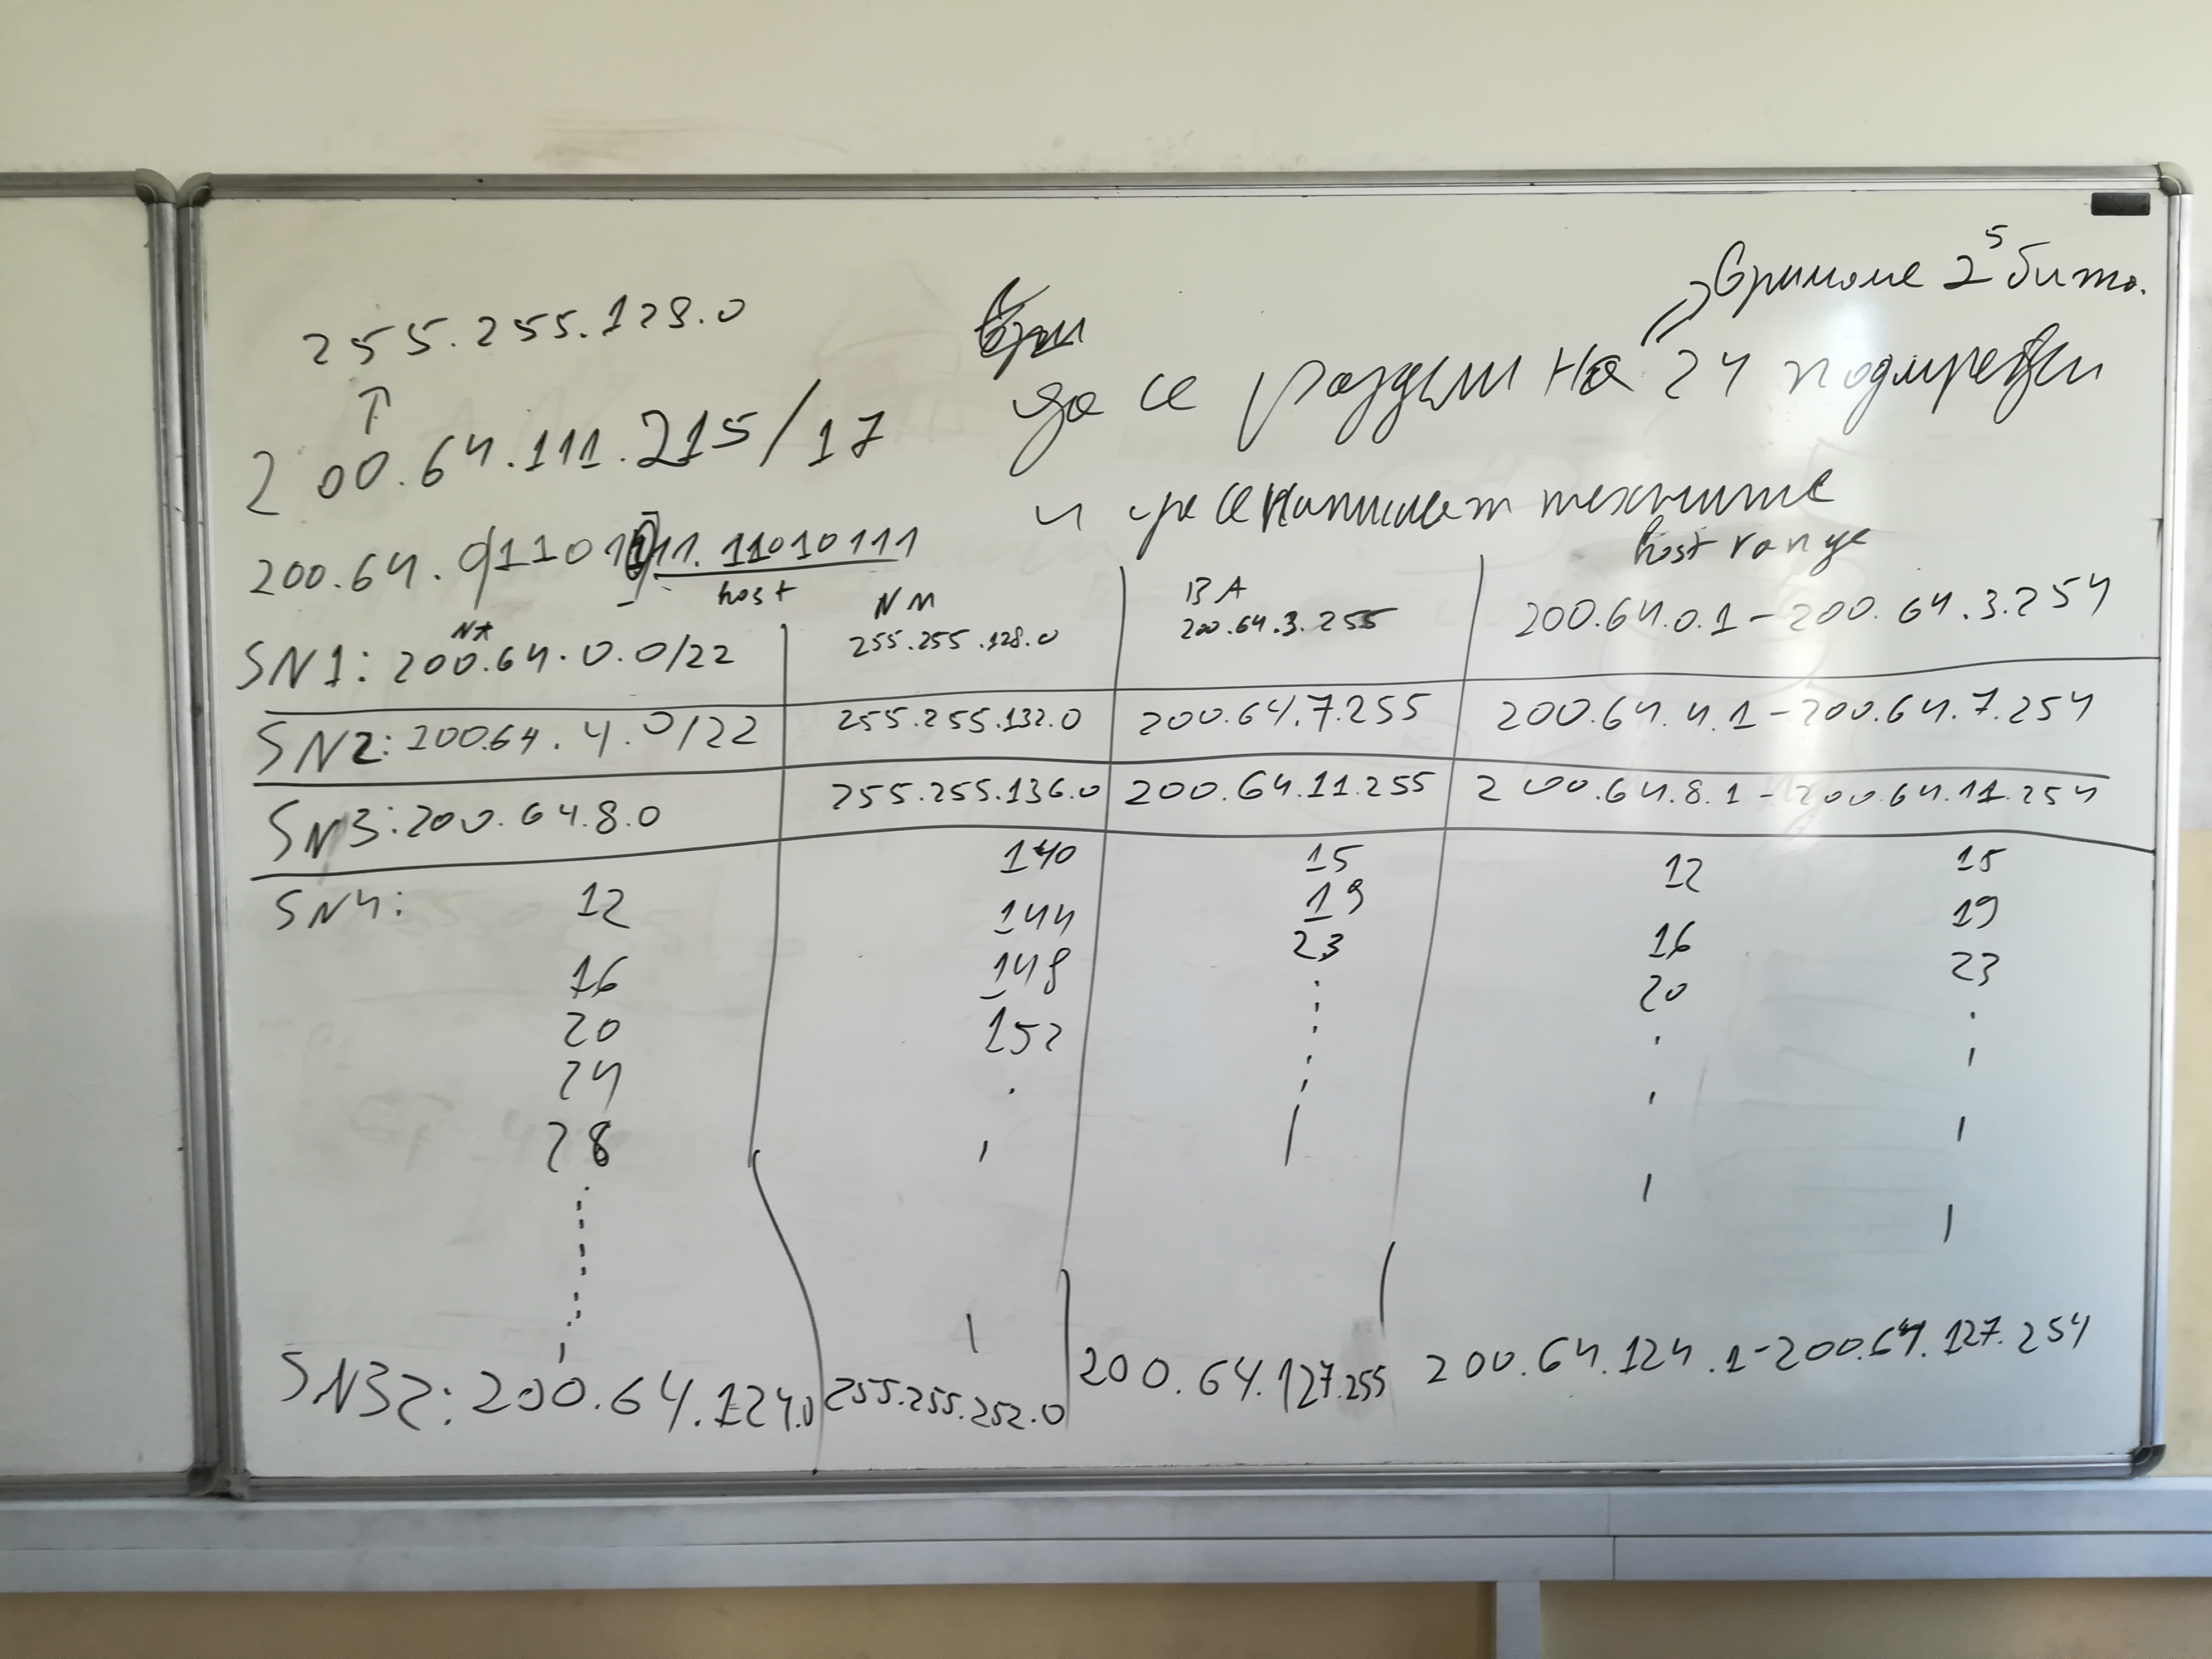 взимаме 2⁵ бита.
255.255.128.0
↑
да се раздели на 24 подмрежи
200.64.111.215/17
и да се напишат техните
200.64.0110111 1.11010111
host
host range
NA NM BA
SN1: 200.64.0.0/22 255.255.128.0 200.64.3.255 200.64.0.1 - 200.64.3.254
SN2: 200.64.4.0/22 255.255.132.0 200.64.7.255 200.64.4.1 - 200.64.7.254
SN3: 200.64.8.0 255.255.136.0 200.64.11.255 200.64.8.1 - 200.64.11.254
SN4: 12 140 15 12 15
16 144 19 16 19
20 148 23 20 23
24 152
28
SN32: 200.64.124.0 255.255.252.0 200.64.127.255 200.64.124.1 - 200.64.127.254